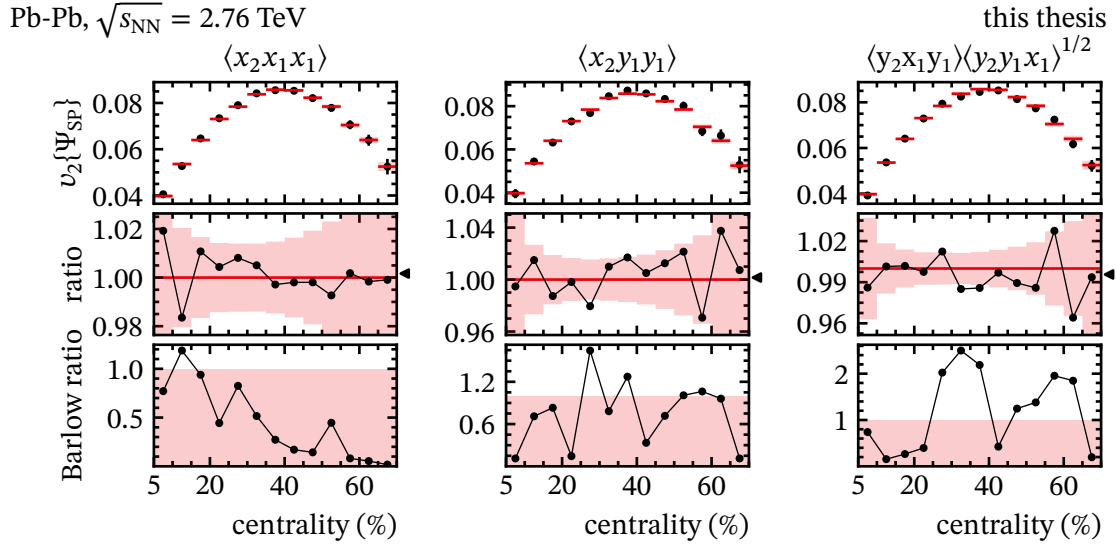 Pb-Pb, √s_NN = 2.76 TeV this thesis
⟨x₂x₁x₁⟩ ⟨x₂y₁y₁⟩ ⟨y₂x₁y₁⟩⟨y₂y₁x₁⟩^1/2
v₂{Ψ_SP}
0.08 0.08 0.08
0.06 0.06 0.06
0.04 0.04 0.04
ratio
1.02 1.04 1.02
1.00 1.00 0.99
0.98 0.96 0.96
Barlow ratio
1.0 1.2 2
0.5 0.6 1
5 20 40 60 5 20 40 60 5 20 40 60
centrality (%) centrality (%) centrality (%)